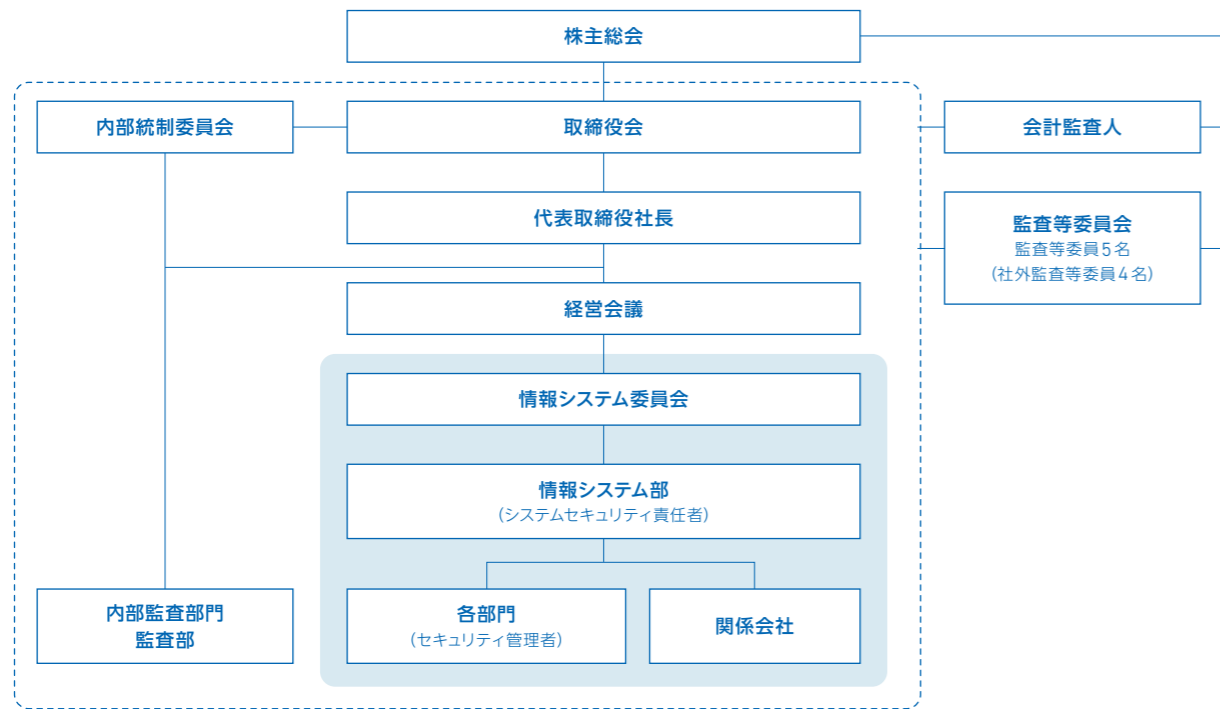 株主総会
内部統制委員会
取締役会
会計監査人
代表取締役社長
監査等委員会
監査等委員5名
(社外監査等委員4名)
経営会議
情報システム委員会
情報システム部
(システムセキュリティ責任者)
内部監査部門
監査部
各部門
(セキュリティ管理者)
関係会社